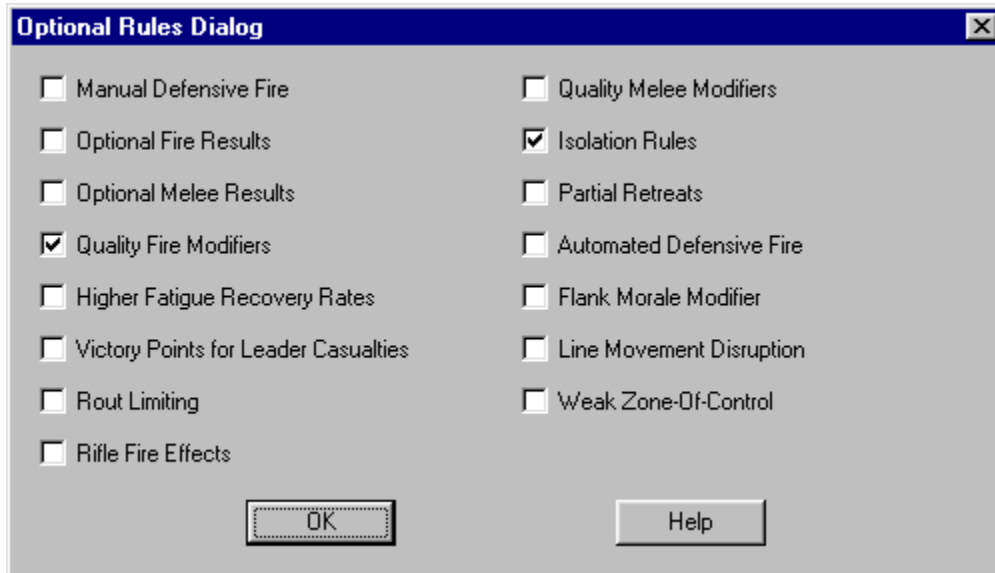 Optional Rules Dialog
Manual Defensive Fire
Optional Fire Results
Optional Melee Results
Quality Fire Modifiers
Higher Fatigue Recovery Rates
Victory Points for Leader Casualties
Rout Limiting
Rifle Fire Effects
Quality Melee Modifiers
Isolation Rules
Partial Retreats
Automated Defensive Fire
Flank Morale Modifier
Line Movement Disruption
Weak Zone-Of-Control
OK
Help